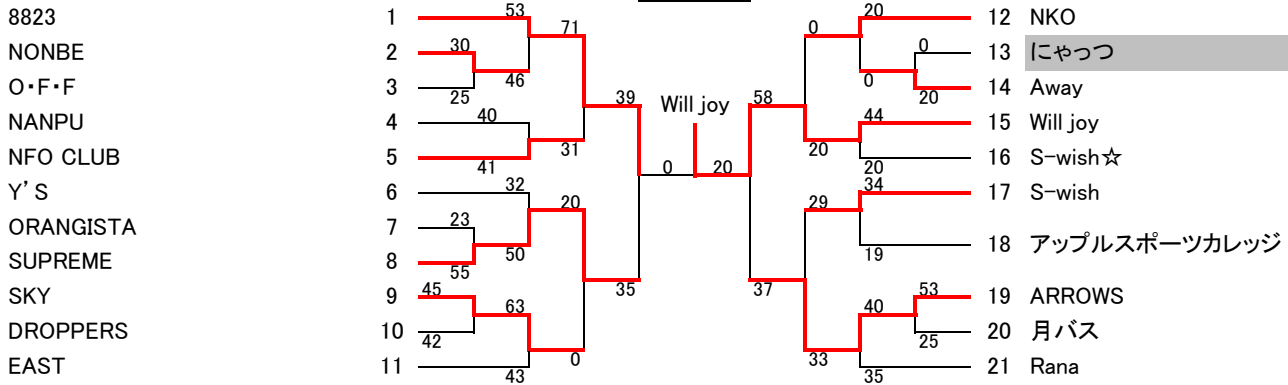 8823 1 53 71 0 20 12 NKO
NONBE 2 30 46 0 13 にゃっつ
O・F・F 3 25 0 20 14 Away
NANPU 4 40 39 Will joy 58 44 15 Will joy
NFO CLUB 5 41 31 0 20 20 20 16 S-wish☆
Y'S 6 32 20 29 34 17 S-wish
ORANGISTA 7 23 50 19 18 アップルスポーツカレッジ
SUPREME 8 55
SKY 9 45 63 35 37 40 53 19 ARROWS
DROPPERS 10 42 25 20 月バス
EAST 11 43 0 33 35 21 Rana